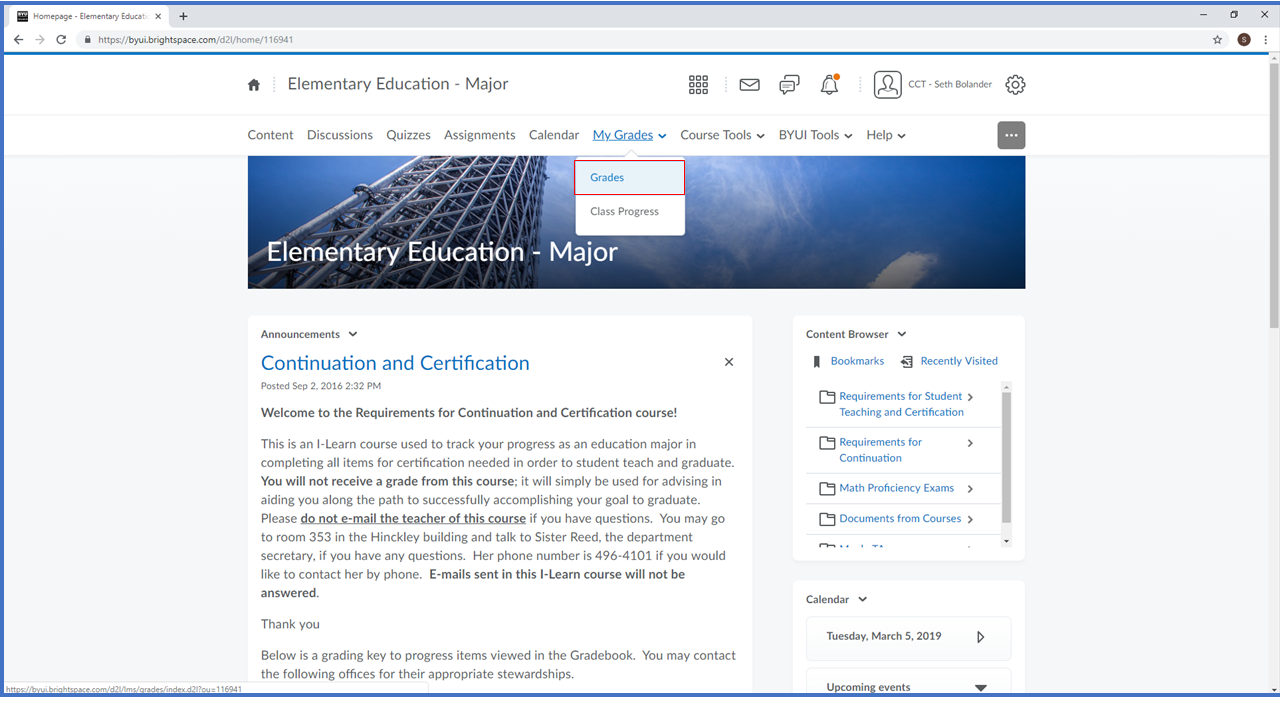 Homepage - Elementary Educati
https://byui.brightspace.com/d2l/home/116941
S
Elementary Education - Major
CCT - Seth Bolander
Content Discussions Quizzes Assignments Calendar My Grades Course Tools BYUI Tools Help
Grades
Class Progress
Elementary Education - Major
Announcements
Continuation and Certification
Posted Sep 2, 2016 2:32 PM
Welcome to the Requirements for Continuation and Certification course!
This is an I-Learn course used to track your progress as an education major in
completing all items for certification needed in order to student teach and graduate.
You will not receive a grade from this course; it will simply be used for advising in
aiding you along the path to successfully accomplishing your goal to graduate.
Please do not e-mail the teacher of this course if you have questions.  You may go
to room 353 in the Hinckley building and talk to Sister Reed, the department
secretary, if you have any questions.  Her phone number is 496-4101 if you would
like to contact her by phone.  E-mails sent in this I-Learn course will not be
answered.
Thank you
Below is a grading key to progress items viewed in the Gradebook.  You may contact
the following offices for their appropriate stewardships.
Content Browser
Bookmarks Recently Visited
Requirements for Student
Teaching and Certification
Requirements for
Continuation
Math Proficiency Exams
Documents from Courses
Calendar
Tuesday, March 5, 2019
Upcoming events
https://byui.brightspace.com/d2l/lms/grades/index.d2l?ou=116941